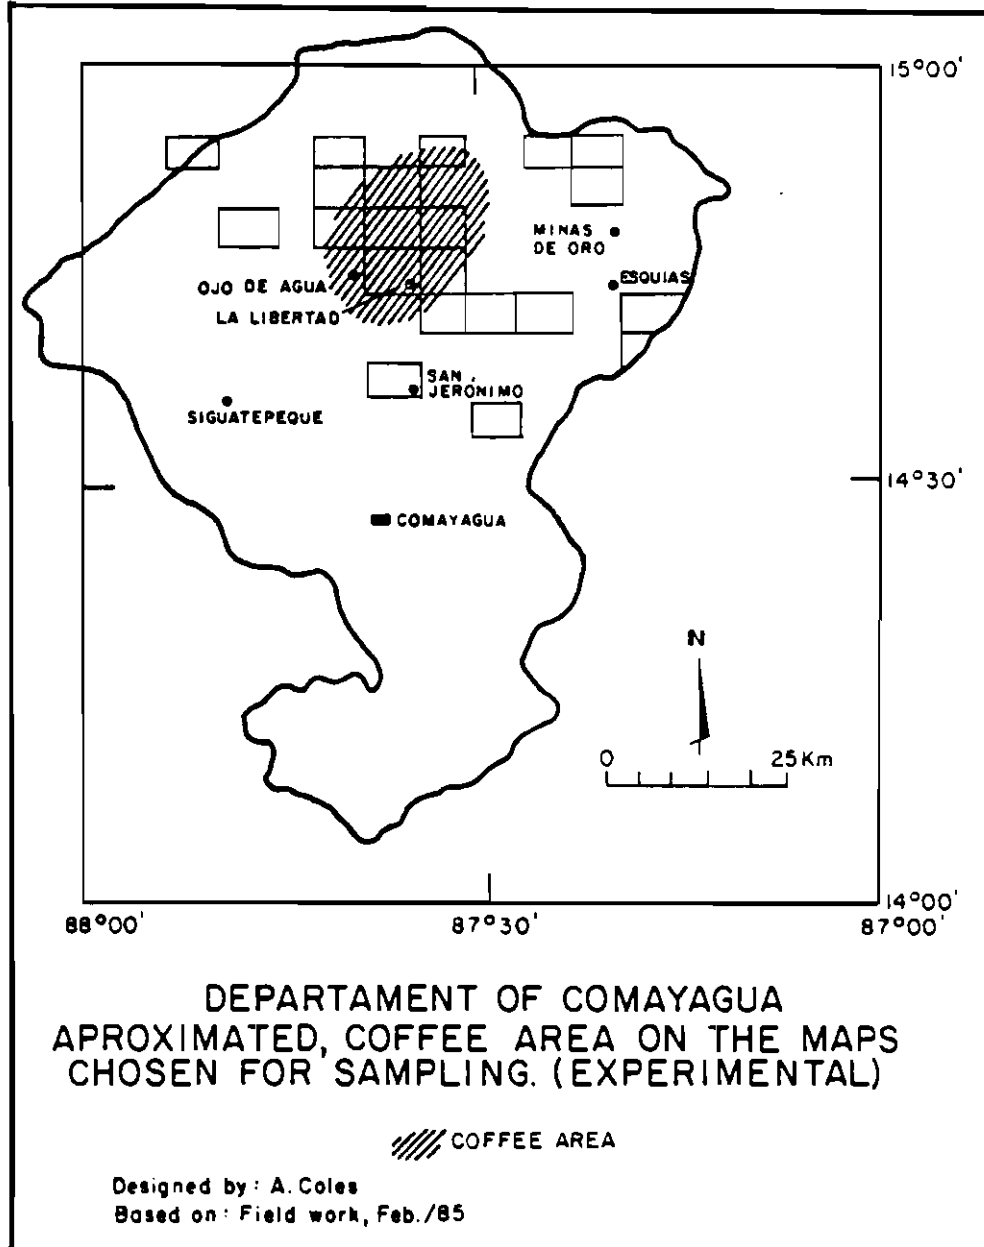 15°00'
MINAS
DE ORO
ESQUIAS
OJO DE AGUA
LA LIBERTAD
SAN
JERÓNIMO
SIGUATEPEQUE
14°30'
COMAYAGUA
N
0 25 Km
14°00'
88°00' 87°30' 87°00'
DEPARTAMENT OF COMAYAGUA
APROXIMATED, COFFEE AREA ON THE MAPS
CHOSEN FOR SAMPLING. (EXPERIMENTAL)
COFFEE AREA
Designed by: A. Coles
Based on: Field work, Feb./85